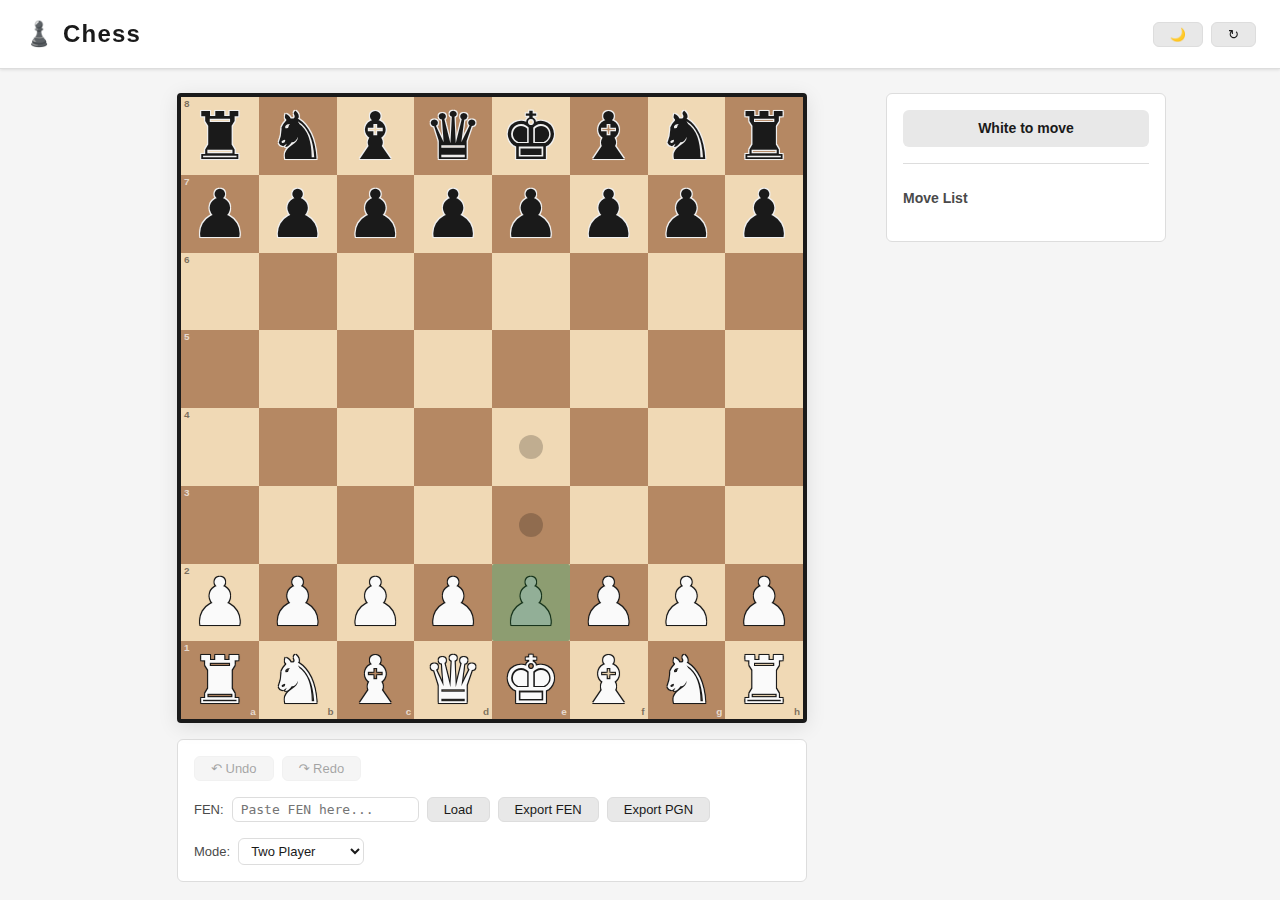 Chess
🌙 ↻
8
7
6
5
4
3
2
1
a b c d e f g h
↶ Undo ↷ Redo
FEN: Paste FEN here... Load Export FEN Export PGN
Mode: Two Player
White to move
Move List